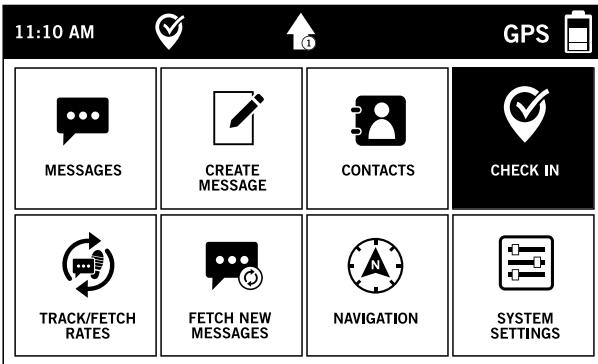 11:10 AM
1
GPS
MESSAGES
CREATE
MESSAGE
CONTACTS
CHECK IN
TRACK/FETCH
RATES
FETCH NEW
MESSAGES
N
NAVIGATION
SYSTEM
SETTINGS